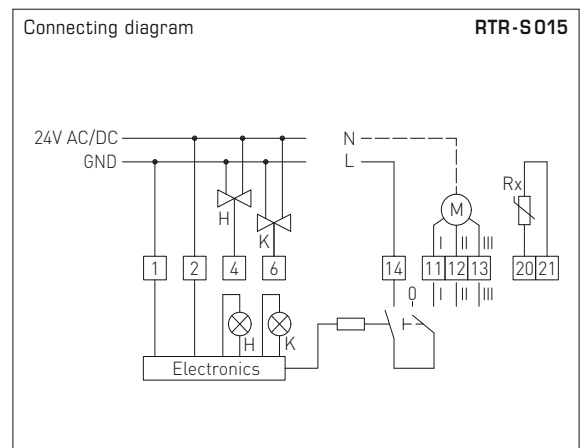 Connecting diagram RTR-S015
24V AC/DC
GND
N
L
H
K
M
I II III
Rx
1 2 4 6 14 11 12 13 20 21
0
I II III
H
K
Electronics